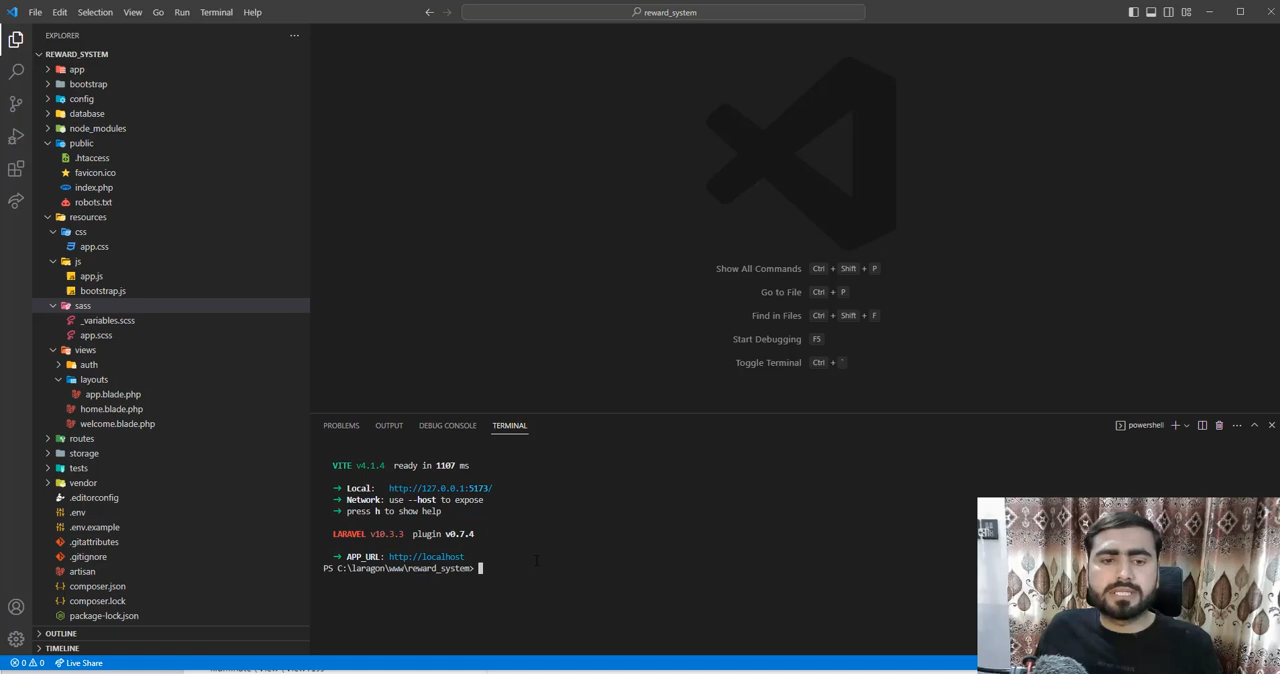 File Edit Selection View Go Run Terminal Help
reward_system
EXPLORER
REWARD_SYSTEM
app
bootstrap
config
database
node_modules
public
.htaccess
favicon.ico
index.php
robots.txt
resources
css
app.css
js
app.js
bootstrap.js
sass
_variables.scss
app.scss
views
auth
layouts
app.blade.php
home.blade.php
welcome.blade.php
routes
storage
tests
vendor
.editorconfig
.env
.env.example
.gitattributes
.gitignore
artisan
composer.json
composer.lock
package-lock.json
OUTLINE
TIMELINE
Show All Commands Ctrl + Shift + P
Go to File Ctrl + P
Find in Files Ctrl + Shift + F
Start Debugging F5
Toggle Terminal Ctrl + `
PROBLEMS OUTPUT DEBUG CONSOLE TERMINAL
powershell
VITE v4.1.4 ready in 1107 ms
➜ Local: http://127.0.0.1:5173/
➜ Network: use --host to expose
➜ press h to show help
LARAVEL v10.3.3 plugin v0.7.4
➜ APP_URL: http://localhost
PS C:\laragon\www\reward_system>
0 0 Live Share